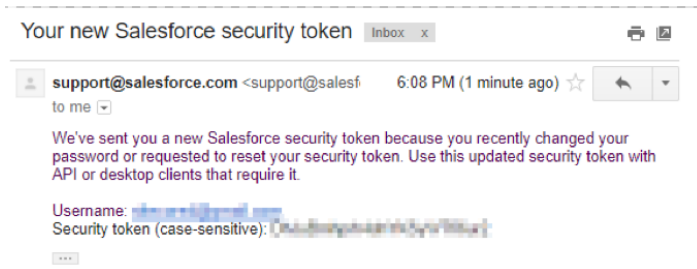 Your new Salesforce security token Inbox x
support@salesforce.com <support@salesf 6:08 PM (1 minute ago)
to me
We've sent you a new Salesforce security token because you recently changed your
password or requested to reset your security token. Use this updated security token with
API or desktop clients that require it.
Username:
Security token (case-sensitive):
...